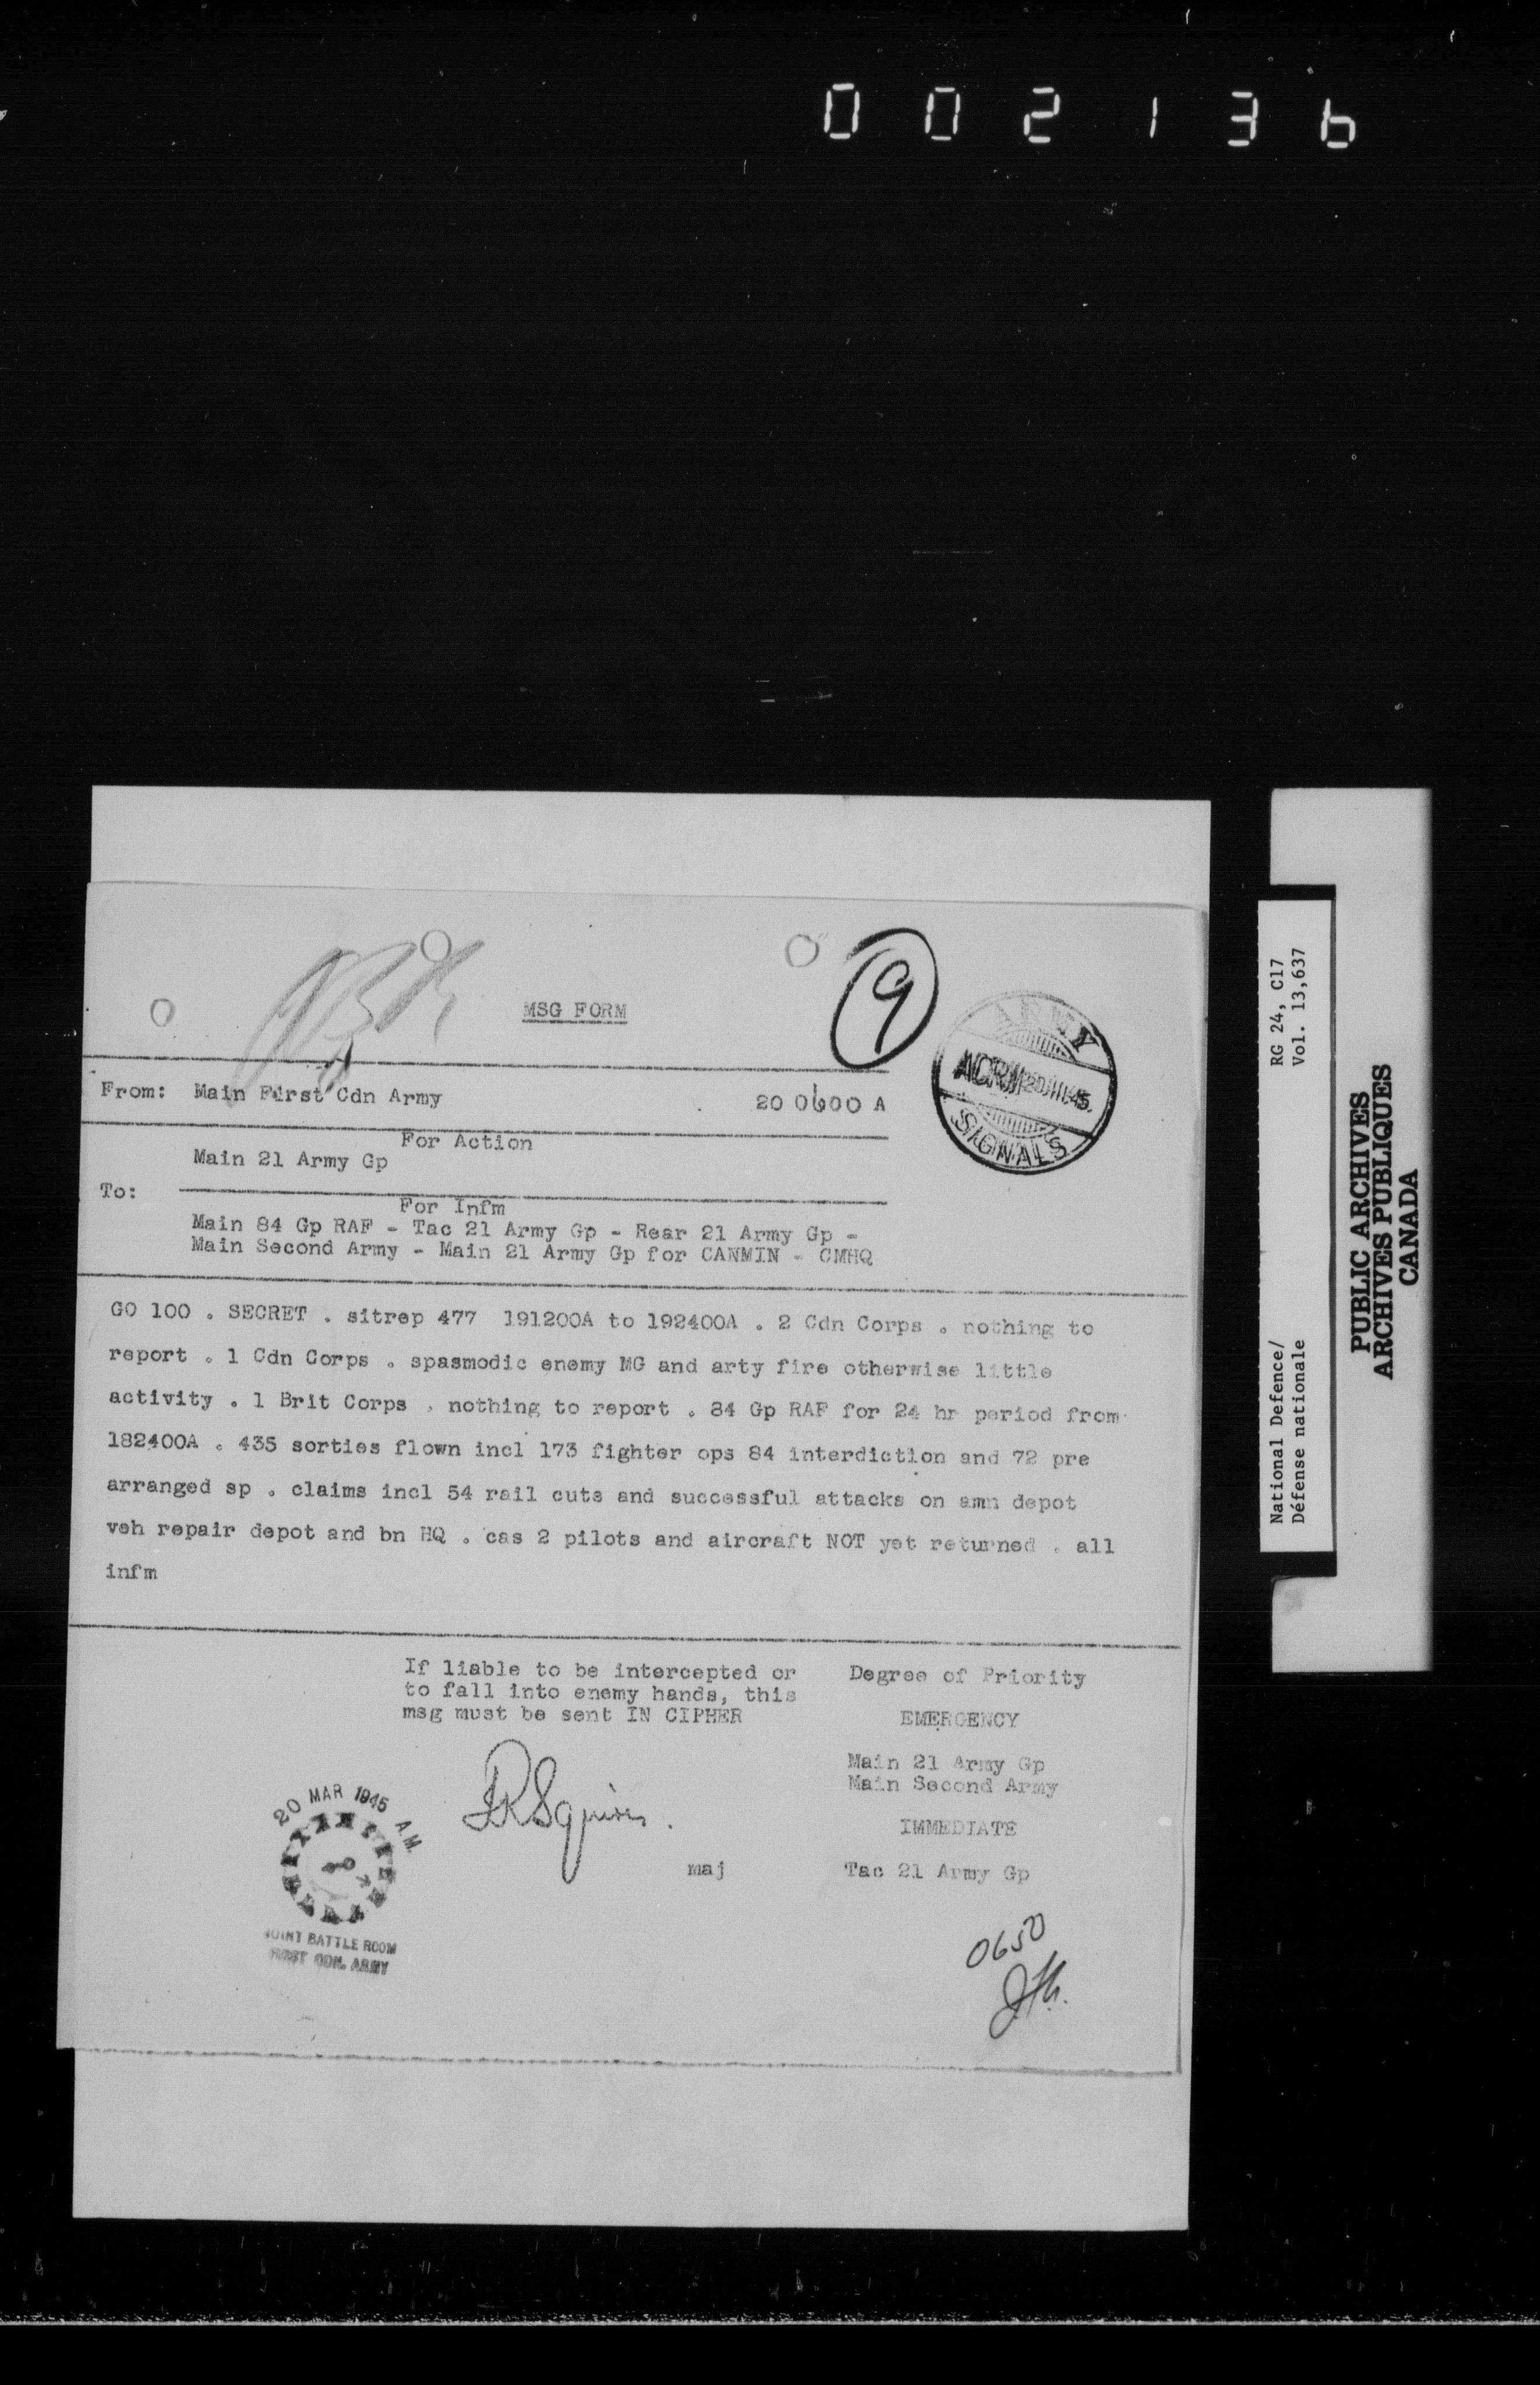 002136
9
MSG FORM
ARMY
20 III 45
SIGNALS
From: Main First Cdn Army 20 0600 A
For Action
Main 21 Army Gp
To:
For Infm
Main 84 Gp RAF - Tac 21 Army Gp - Rear 21 Army Gp -
Main Second Army - Main 21 Army Gp for CANMIN - CMHQ
GO 100 . SECRET . sitrep 477 191200A to 192400A . 2 Cdn Corps . nothing to
report . 1 Cdn Corps . spasmodic enemy MG and arty fire otherwise little
activity . 1 Brit Corps . nothing to report . 84 Gp RAF for 24 hr period from
182400A . 435 sorties flown incl 173 fighter ops 84 interdiction and 72 pre
arranged sp . claims incl 54 rail cuts and successful attacks on amn depot
veh repair depot and bn HQ . cas 2 pilots and aircraft NOT yet returned . all
infm
If liable to be intercepted or
to fall into enemy hands, this
msg must be sent IN CIPHER
Degree of Priority
EMERGENCY
Main 21 Army Gp
Main Second Army
IMMEDIATE
Tac 21 Army Gp
maj
20 MAR 1945 A.M.
JOINT BATTLE ROOM
FIRST CDN. ARMY
0650
National Defence/ RG 24, C17
Défense nationale Vol. 13,637
PUBLIC ARCHIVES
ARCHIVES PUBLIQUES
CANADA